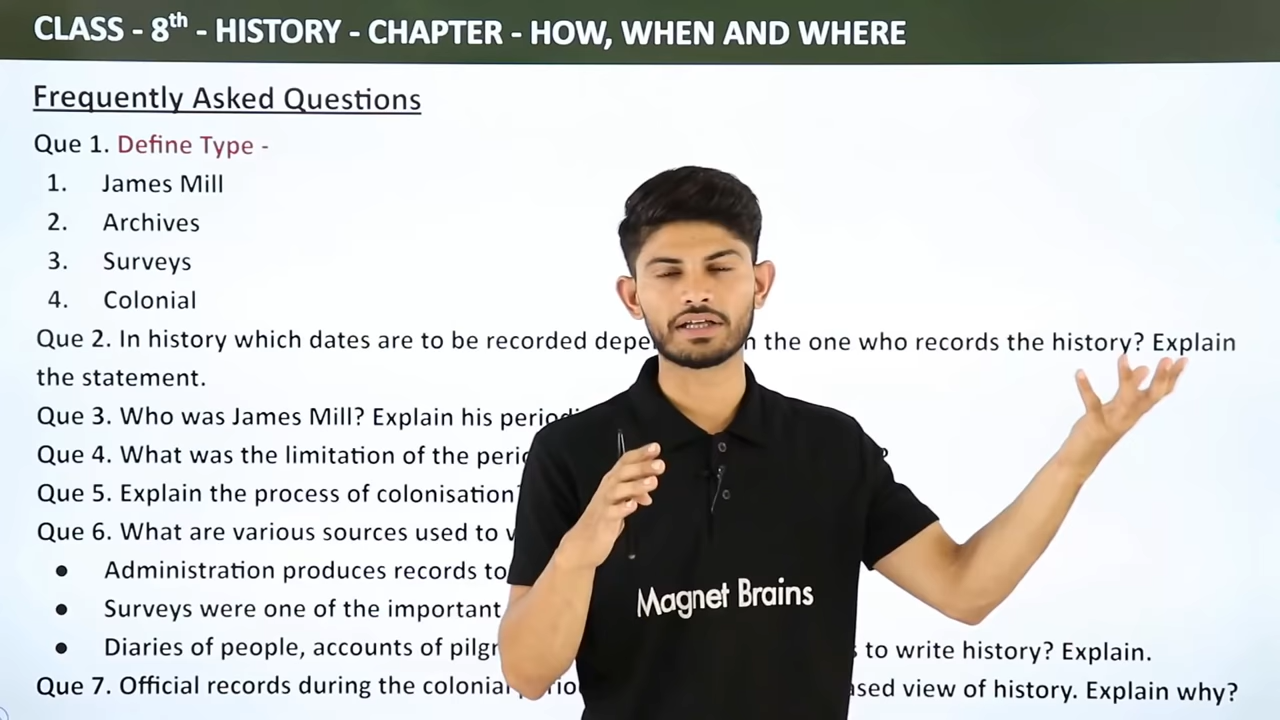 CLASS - 8th - HISTORY - CHAPTER - HOW, WHEN AND WHERE
Frequently Asked Questions
Que 1. Define Type -
1. James Mill
2. Archives
3. Surveys
4. Colonial
Que 2. In history which dates are to be recorded the one who records the history? Explain
the statement.
Que 3. Who was James Mill? Explain his
Que 4. What was the limitation of the
Que 5. Explain the process of colonisation
Que 6. What are various sources used to
Administration produces records to
Surveys were one of the important
Diaries of people, accounts of to write history? Explain.
Que 7. Official records during the colonial view of history. Explain why?
Magnet Brains